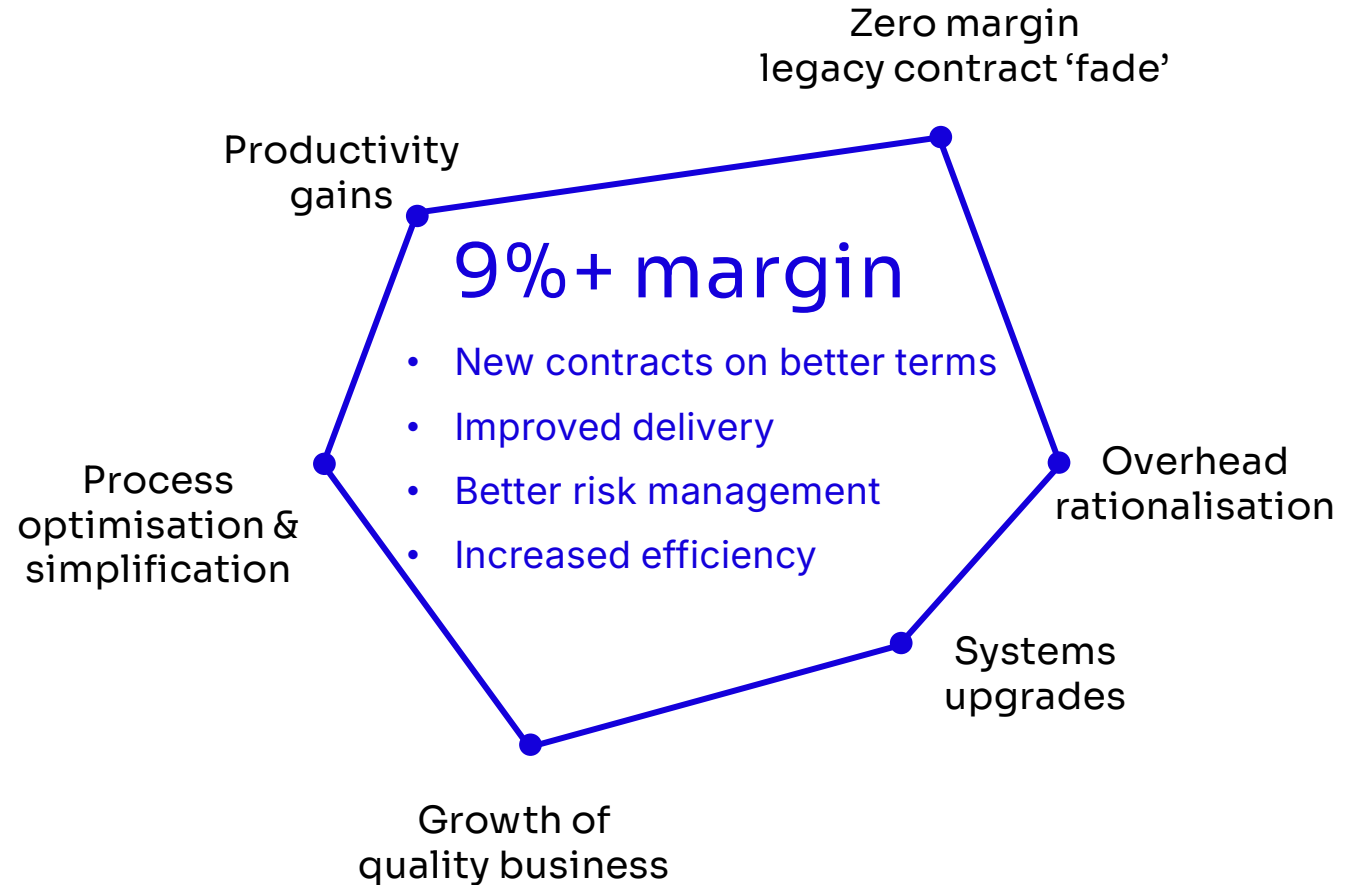 Zero margin
legacy contract ‘fade’
Productivity
gains
9%+ margin
• New contracts on better terms
• Improved delivery
• Better risk management
• Increased efficiency
Overhead
rationalisation
Process
optimisation &
simplification
Systems
upgrades
Growth of
quality business